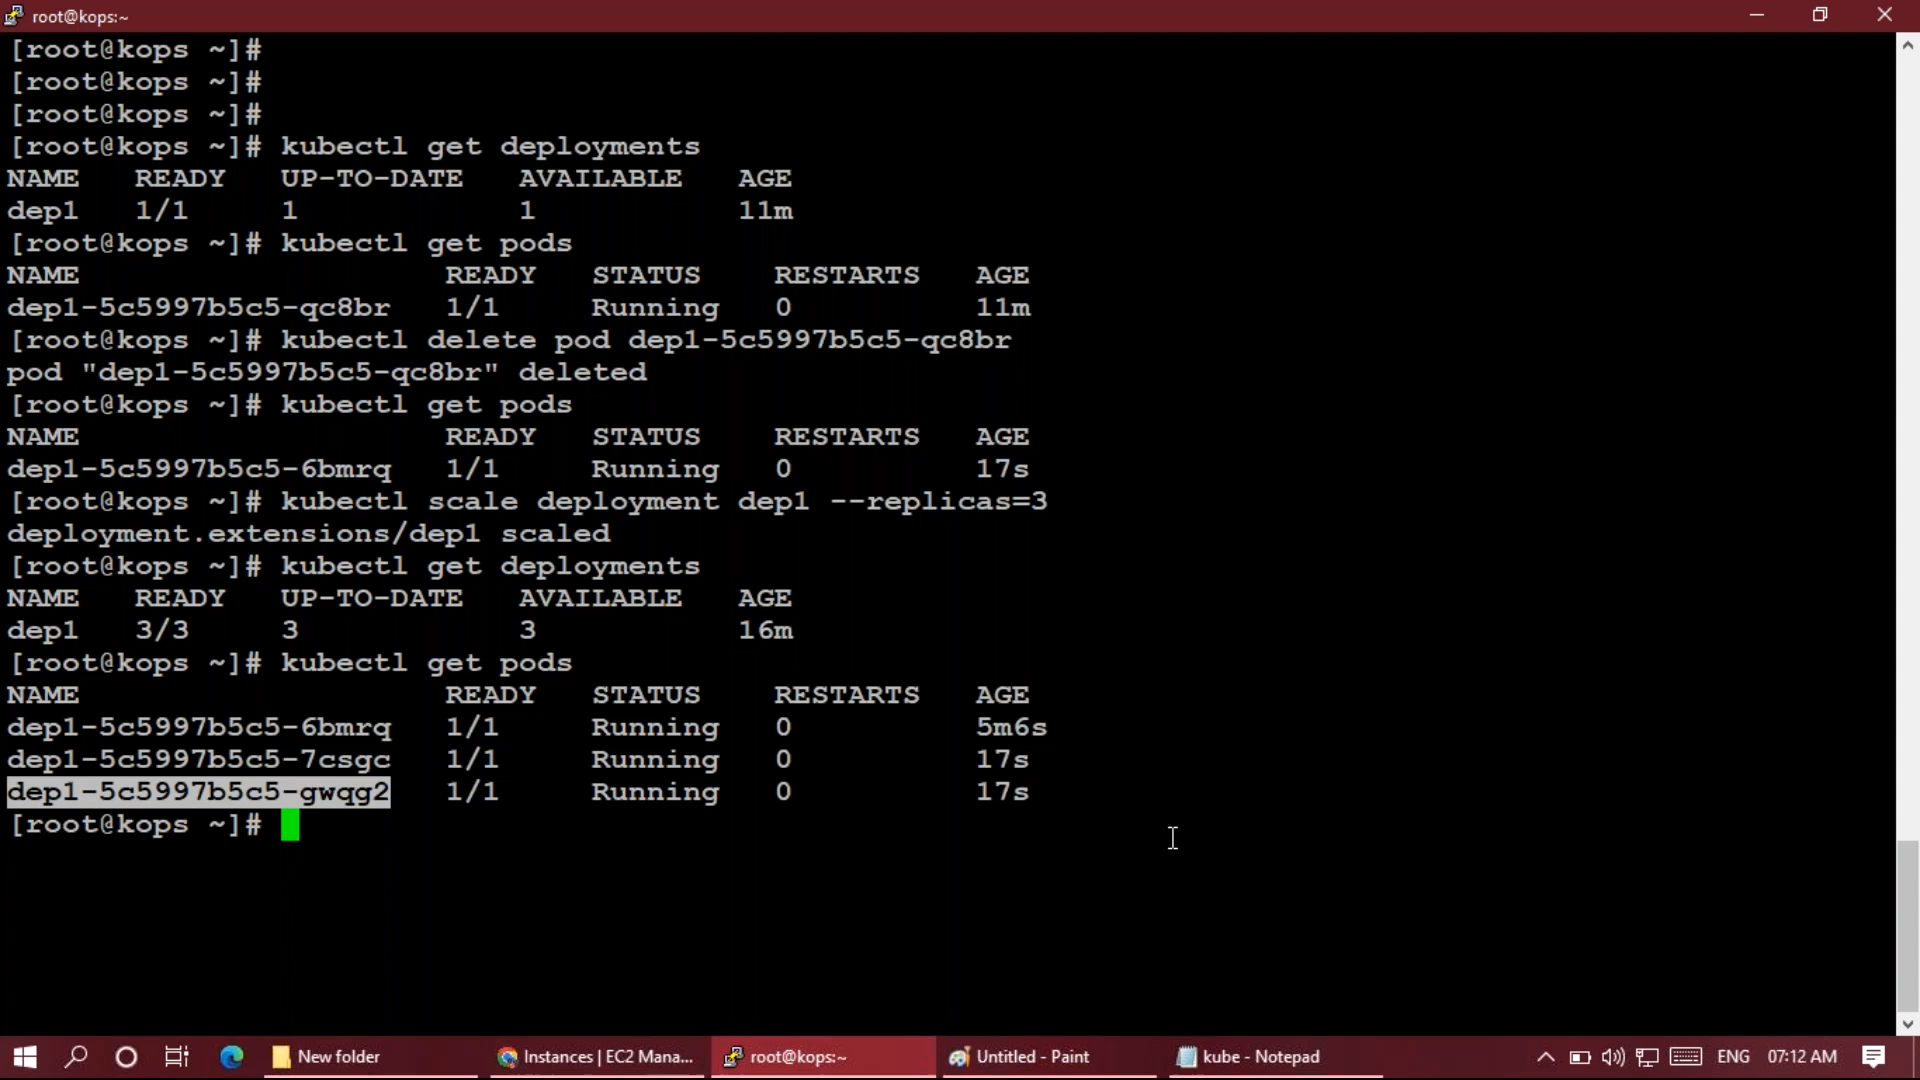 root@kops:~
[root@kops ~]#
[root@kops ~]#
[root@kops ~]#
[root@kops ~]# kubectl get deployments
NAME READY UP-TO-DATE AVAILABLE AGE
dep1 1/1 1 1 11m
[root@kops ~]# kubectl get pods
NAME READY STATUS RESTARTS AGE
dep1-5c5997b5c5-qc8br 1/1 Running 0 11m
[root@kops ~]# kubectl delete pod dep1-5c5997b5c5-qc8br
pod "dep1-5c5997b5c5-qc8br" deleted
[root@kops ~]# kubectl get pods
NAME READY STATUS RESTARTS AGE
dep1-5c5997b5c5-6bmrq 1/1 Running 0 17s
[root@kops ~]# kubectl scale deployment dep1 --replicas=3
deployment.extensions/dep1 scaled
[root@kops ~]# kubectl get deployments
NAME READY UP-TO-DATE AVAILABLE AGE
dep1 3/3 3 3 16m
[root@kops ~]# kubectl get pods
NAME READY STATUS RESTARTS AGE
dep1-5c5997b5c5-6bmrq 1/1 Running 0 5m6s
dep1-5c5997b5c5-7csgc 1/1 Running 0 17s
dep1-5c5997b5c5-gwqg2 1/1 Running 0 17s
[root@kops ~]#
New folder Instances | EC2 Mana... root@kops:~ Untitled - Paint kube - Notepad ENG 07:12 AM